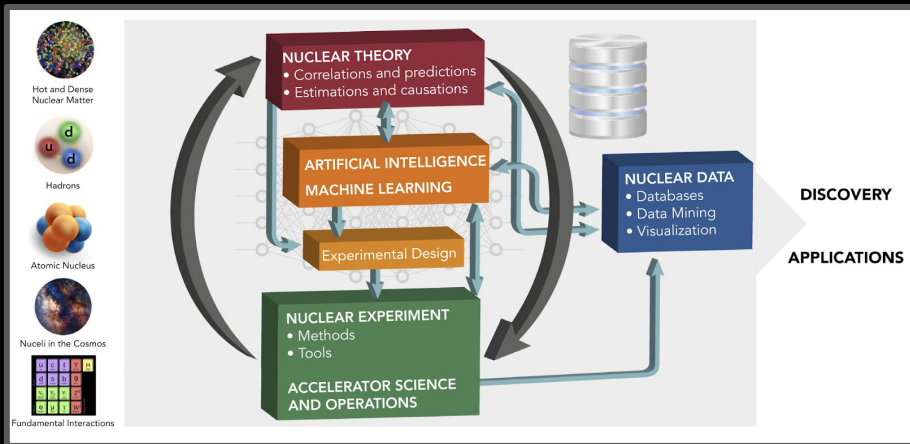 Hot and Dense
Nuclear Matter
u
d
d
Hadrons
Atomic Nucleus
Nuceli in the Cosmos
u c t γ H
d s b g
e μ τ W
Fundamental Interactions
NUCLEAR THEORY
• Correlations and predictions
• Estimations and causations
ARTIFICIAL INTELLIGENCE
MACHINE LEARNING
Experimental Design
NUCLEAR EXPERIMENT
• Methods
• Tools
ACCELERATOR SCIENCE
AND OPERATIONS
NUCLEAR DATA
• Databases
• Data Mining
• Visualization
DISCOVERY
APPLICATIONS